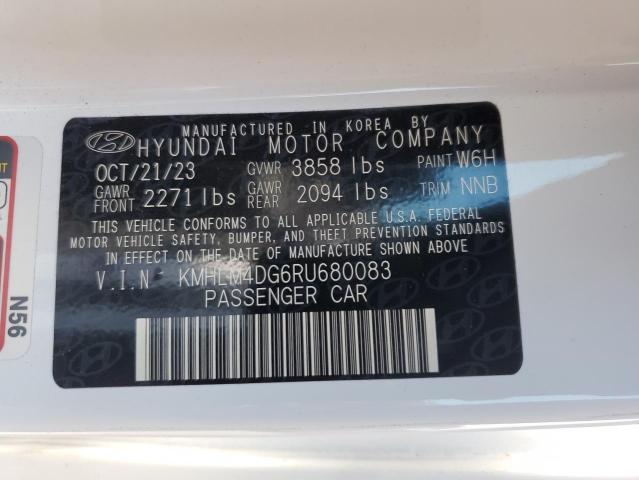 MANUFACTURED IN KOREA BY
HYUNDAI MOTOR COMPANY
OCT/21/23 GVWR 3858 lbs PAINT W6H
GAWR FRONT 2271 lbs GAWR REAR 2094 lbs TRIM NNB
THIS VEHICLE CONFORMS TO ALL APPLICABLE U.S.A. FEDERAL
MOTOR VEHICLE SAFETY, BUMPER, AND THEFT PREVENTION STANDARDS
IN EFFECT ON THE DATE OF MANUFACTURE SHOWN ABOVE.
V.I.N KMHLM4DG6RU680083
PASSENGER CAR
N56